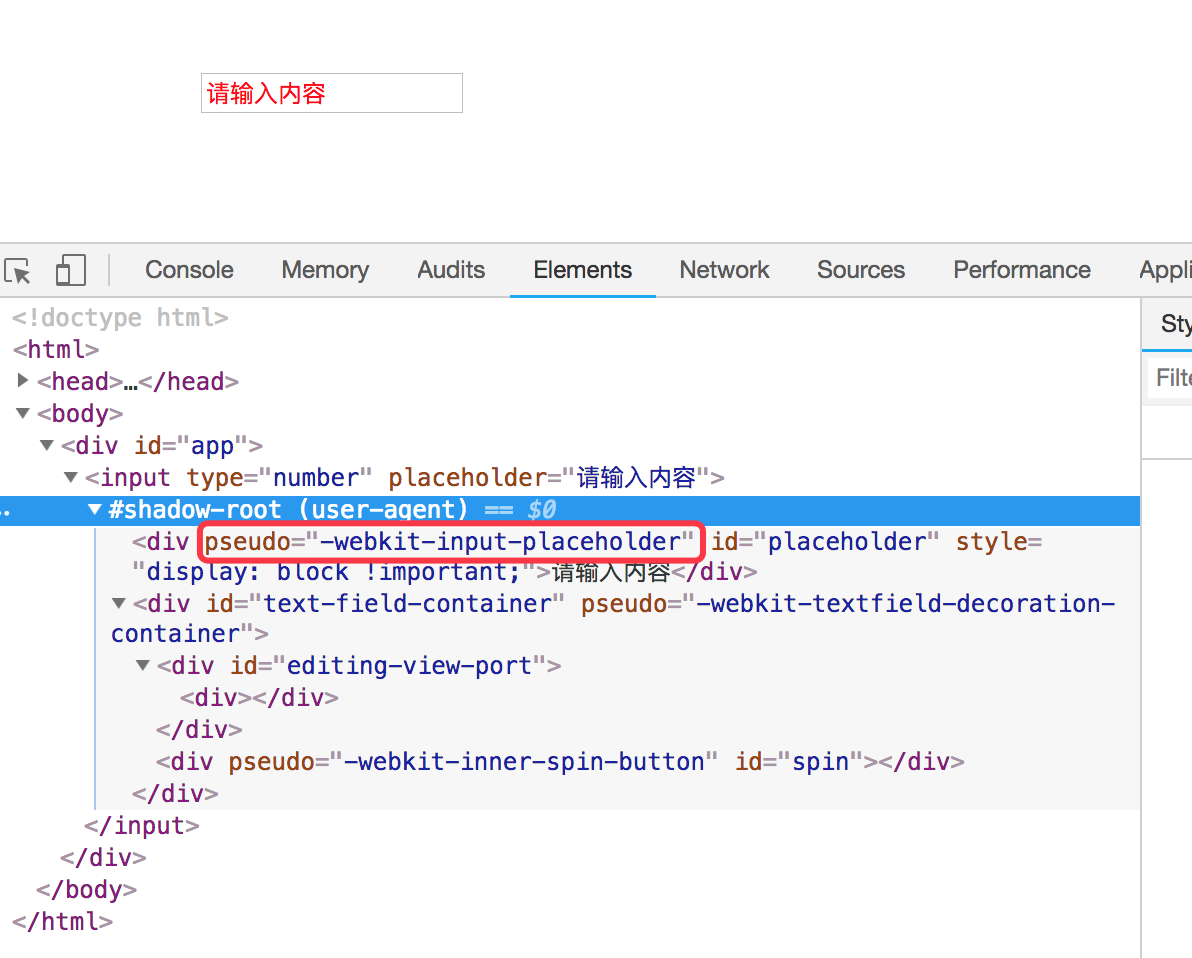 请输入内容
Console Memory Audits Elements Network Sources Performance Appli
<!doctype html>
Sty
<html>
<head>…</head>
Filte
<body>
<div id="app">
<input type="number" placeholder="请输入内容">
.. #shadow-root (user-agent) == $0
<div pseudo="-webkit-input-placeholder" id="placeholder" style=
"display: block !important;">请输入内容</div>
<div id="text-field-container" pseudo="-webkit-textfield-decoration-
container">
<div id="editing-view-port">
<div></div>
</div>
<div pseudo="-webkit-inner-spin-button" id="spin"></div>
</div>
</input>
</div>
</body>
</html>